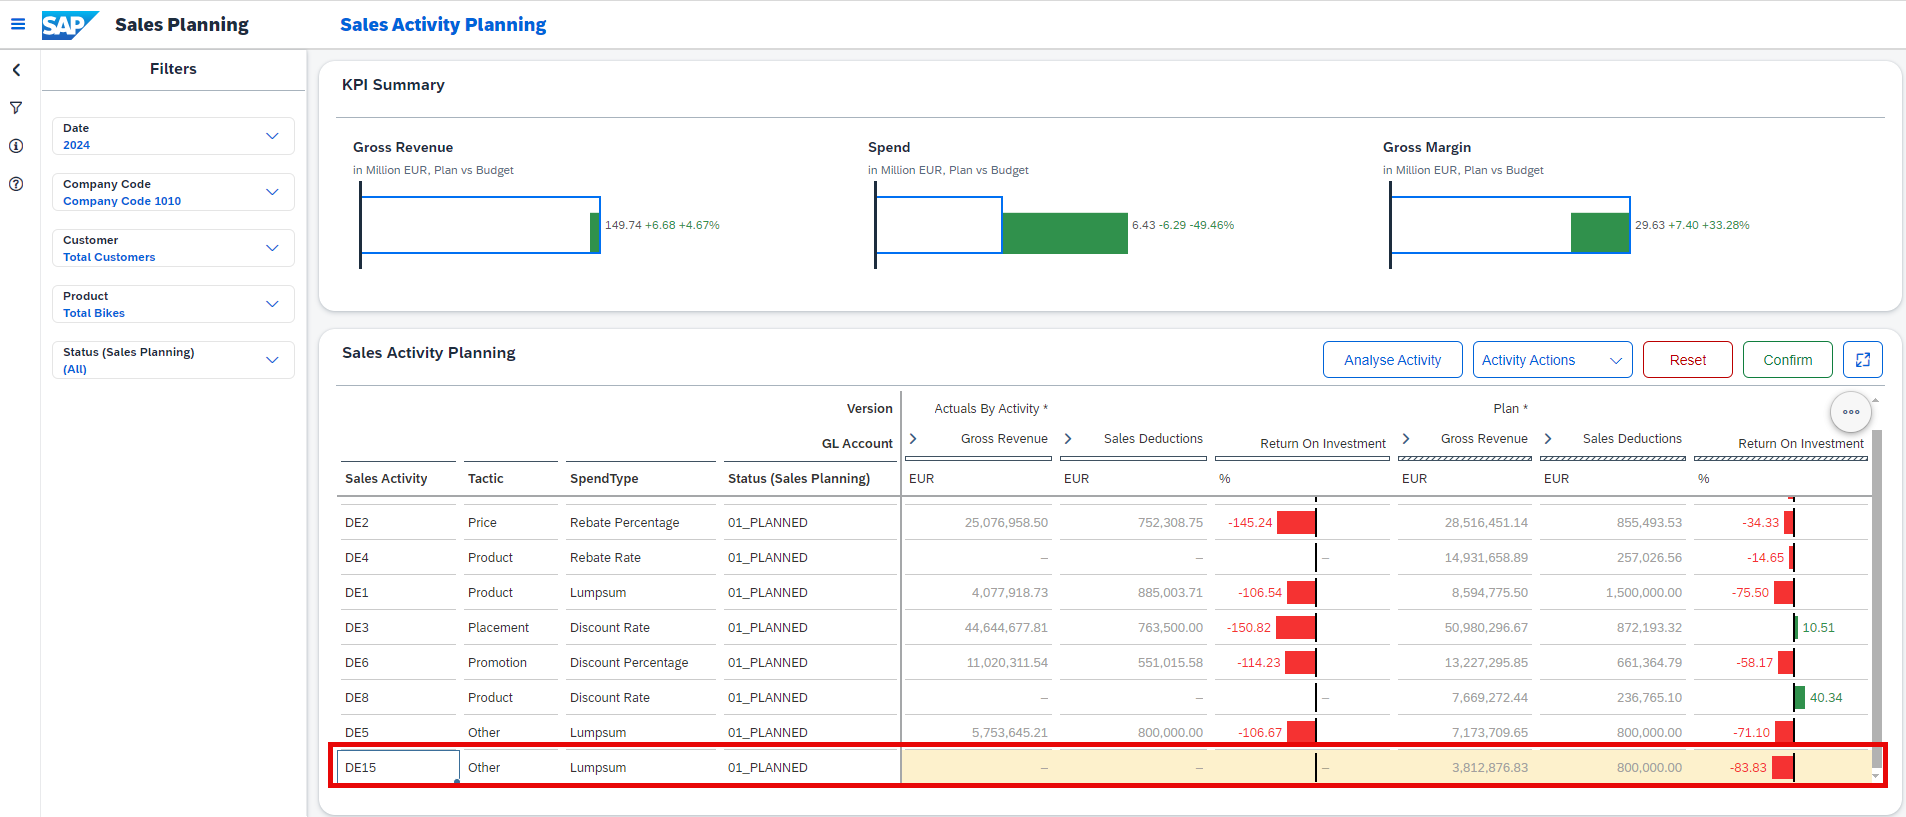 SAP Sales Planning Sales Activity Planning
Filters
Date
2024
Company Code
Company Code 1010
Customer
Total Customers
Product
Total Bikes
Status (Sales Planning)
(All)
KPI Summary
Gross Revenue
in Million EUR, Plan vs Budget
149.74 +6.68 +4.67%
Spend
in Million EUR, Plan vs Budget
6.43 -6.29 -49.46%
Gross Margin
in Million EUR, Plan vs Budget
29.63 +7.40 +33.28%
Sales Activity Planning
Analyse Activity Activity Actions Reset Confirm
Version Actuals By Activity * Plan *
GL Account Gross Revenue Sales Deductions Return On Investment Gross Revenue Sales Deductions Return On Investment
Sales Activity Tactic SpendType Status (Sales Planning) EUR EUR % EUR EUR %
DE2 Price Rebate Percentage 01_PLANNED 25,076,958.50 752,308.75 -145.24 28,516,451.14 855,493.53 -34.33
DE4 Product Rebate Rate 01_PLANNED – – – 14,931,658.89 257,026.56 -14.65
DE1 Product Lumpsum 01_PLANNED 4,077,918.73 885,003.71 -106.54 8,594,775.50 1,500,000.00 -75.50
DE3 Placement Discount Rate 01_PLANNED 44,644,677.81 763,500.00 -150.82 50,980,296.67 872,193.32 10.51
DE6 Promotion Discount Percentage 01_PLANNED 11,020,311.54 551,015.58 -114.23 13,227,295.85 661,364.79 -58.17
DE8 Product Discount Rate 01_PLANNED – – – 7,669,272.44 236,765.10 40.34
DE5 Other Lumpsum 01_PLANNED 5,753,645.21 800,000.00 -106.67 7,173,709.65 800,000.00 -71.10
DE15 Other Lumpsum 01_PLANNED – – – 3,812,876.83 800,000.00 -83.83